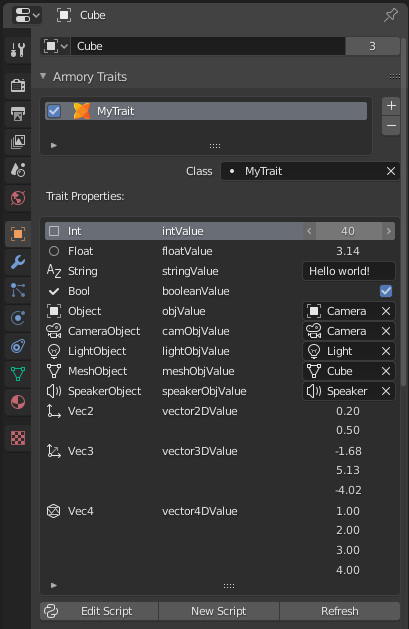 Cube
Cube 3
Armory Traits
MyTrait
Class MyTrait
Trait Properties:
Int intValue 40
Float floatValue 3.14
String stringValue Hello world!
Bool booleanValue
Object objValue Camera
CameraObject camObjValue Camera
LightObject lightObjValue Light
MeshObject meshObjValue Cube
SpeakerObject speakerObjValue Speaker
Vec2 vector2DValue 0.20
0.50
Vec3 vector3DValue -1.68
5.13
-4.02
Vec4 vector4DValue 1.00
2.00
3.00
4.00
Edit Script New Script Refresh